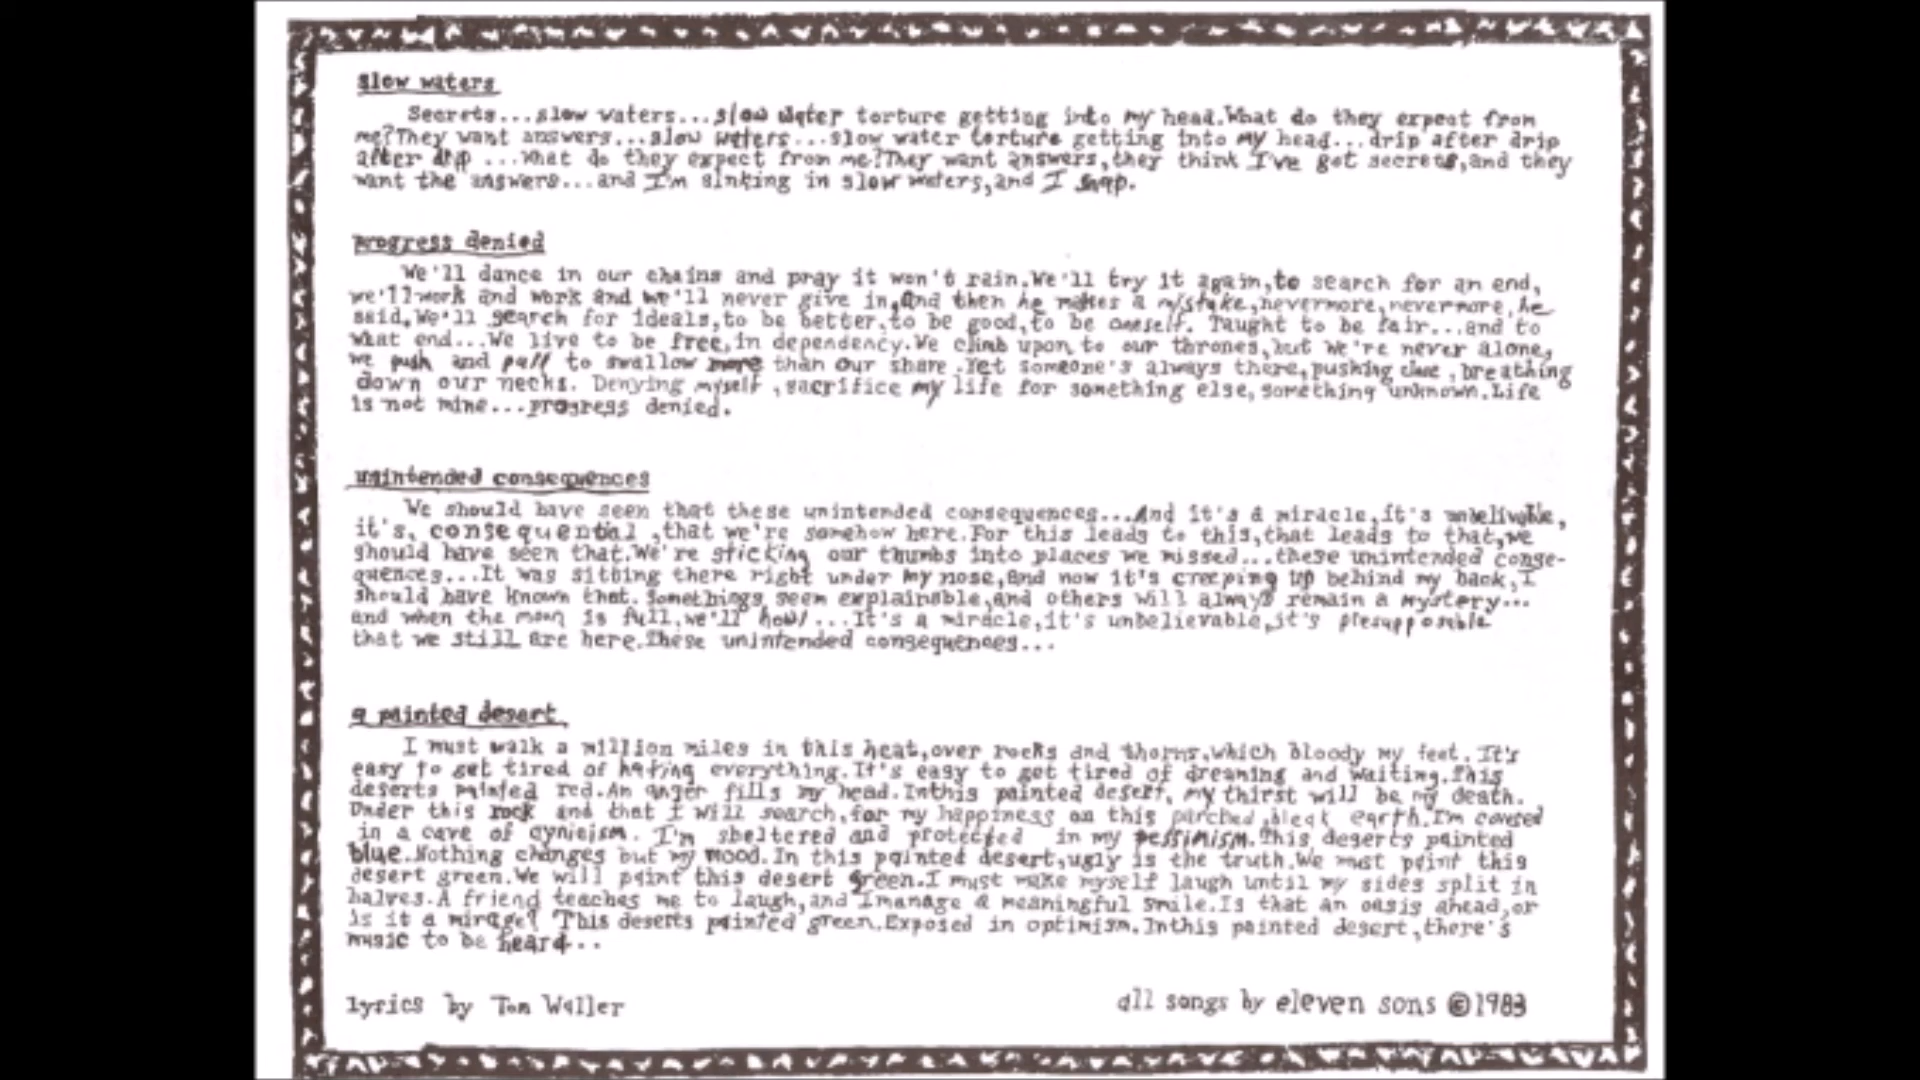 slow waters
Secrets...slow waters...slow water torture getting into my head.What do they expect from
me?They want answers...slow waters...slow water torture getting into my head...drip after drip
after drip ...what do they expect from me?They want answers,they think I've got secrets,and they
want the answers...and I'm sinking in slow waters,and I snap.
progress denied
We'll dance in our chains and pray it won't rain.We'll try it again,to search for an end,
we'll work and work and we'll never give in,And then he makes a mistake,nevermore,nevermore,he
said.We'll search for ideals,to be better,to be good,to be oneself. Taught to be fair...and to
what end...We live to be free,in dependency.We climb upon to our thrones,but we're never alone,
we push and pull to swallow more than our share.Yet someone's always there,pushing clue,breathing
down our necks. Denying myself ,sacrifice my life for something else,something unknown.Life
is not mine...progress denied.
unintended consequences
We should have seen that these unintended consequences...And it's a miracle,it's unbelivable,
it's, consequential ,that we're somehow here.For this leads to this,that leads to that,we
should have seen that.We're sticking our thumbs into places we missed...these unintended conse-
quences...It was sitting there right under my nose,and now it's creeping up behind my back,I
should have known that. Somethings seem explainable,and others will always remain a mystery...
and when the moon is full,we'll howl...It's a miracle,it's unbelievable,it's presupposible
that we still are here.These unintended consequences...
a painted desert
I must walk a million miles in this heat,over rocks and thorns,which bloody my feet. It's
easy to get tired of hating everything.It's easy to get tired of dreaming and waiting.This
deserts painted red.An anger fills my head.Inthis painted desert, my thirst will be my death.
Under this rock and that I will search,for my happiness on this parched,bleak earth.I'm
in a cave of cynicism. I'm sheltered and protected in my pessimism.This deserts painted
blue.Nothing changes but my mood.In this painted desert,ugly is the truth.We must paint this
desert green.We will paint this desert green.I must make myself laugh until my sides split in
halves.A friend teaches me to laugh,and Imanage a meaningful smile.Is that an oasis ahead,or
is it a mirage? This deserts painted green.Exposed in optimism.Inthis painted desert,there's
music to be heard...
lyrics by Tom Waller
all songs by eleven sons ©1983